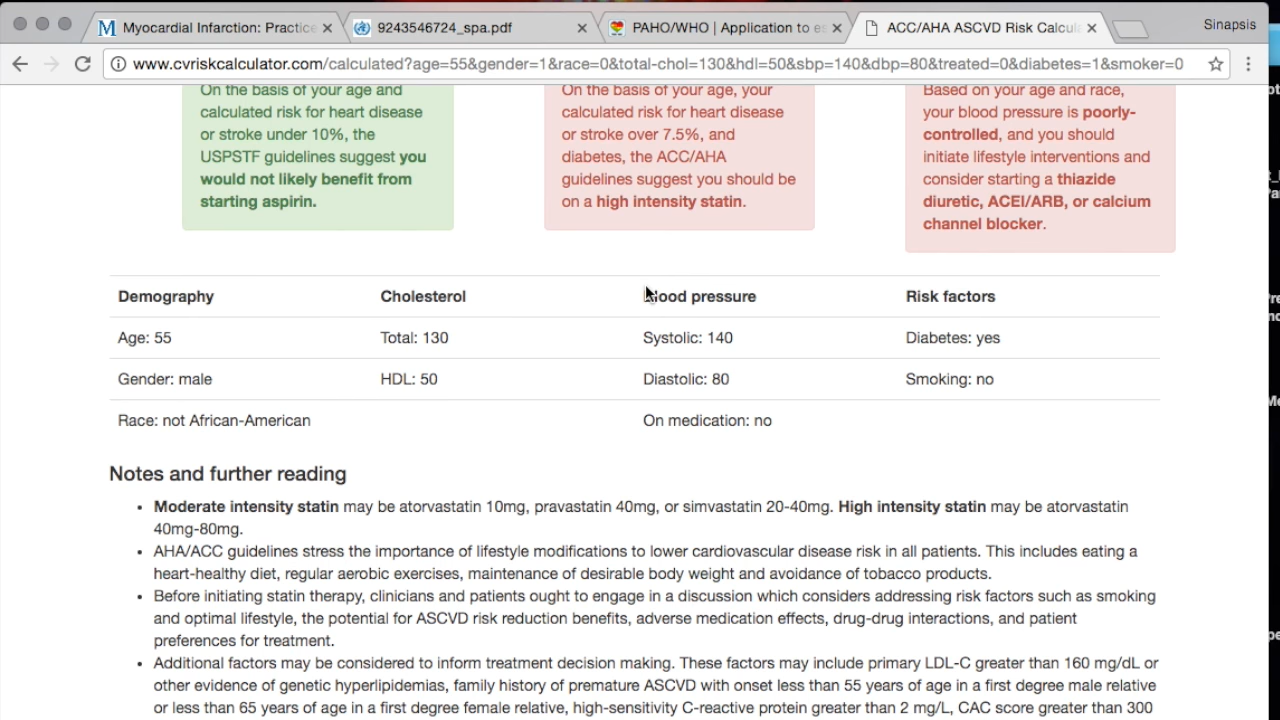 Myocardial Infarction: Practice
9243546724_spa.pdf
PAHO/WHO | Application to es
ACC/AHA ASCVD Risk Calcul
Sinapsis
www.cvriskcalculator.com/calculated?age=55&gender=1&race=0&total-chol=130&hdl=50&sbp=140&dbp=80&treated=0&diabetes=1&smoker=0
On the basis of your age and
calculated risk for heart disease
or stroke under 10%, the
USPSTF guidelines suggest you
would not likely benefit from
starting aspirin.
On the basis of your age, your
calculated risk for heart disease
or stroke over 7.5%, and
diabetes, the ACC/AHA
guidelines suggest you should be
on a high intensity statin.
Based on your age and race,
your blood pressure is poorly-
controlled, and you should
initiate lifestyle interventions and
consider starting a thiazide
diuretic, ACEI/ARB, or calcium
channel blocker.
Demography Cholesterol Blood pressure Risk factors
Age: 55 Total: 130 Systolic: 140 Diabetes: yes
Gender: male HDL: 50 Diastolic: 80 Smoking: no
Race: not African-American On medication: no
Notes and further reading
• Moderate intensity statin may be atorvastatin 10mg, pravastatin 40mg, or simvastatin 20-40mg. High intensity statin may be atorvastatin
40mg-80mg.
• AHA/ACC guidelines stress the importance of lifestyle modifications to lower cardiovascular disease risk in all patients. This includes eating a
heart-healthy diet, regular aerobic exercises, maintenance of desirable body weight and avoidance of tobacco products.
• Before initiating statin therapy, clinicians and patients ought to engage in a discussion which considers addressing risk factors such as smoking
and optimal lifestyle, the potential for ASCVD risk reduction benefits, adverse medication effects, drug-drug interactions, and patient
preferences for treatment.
• Additional factors may be considered to inform treatment decision making. These factors may include primary LDL-C greater than 160 mg/dL or
other evidence of genetic hyperlipidemias, family history of premature ASCVD with onset less than 55 years of age in a first degree male relative
or less than 65 years of age in a first degree female relative, high-sensitivity C-reactive protein greater than 2 mg/L, CAC score greater than 300